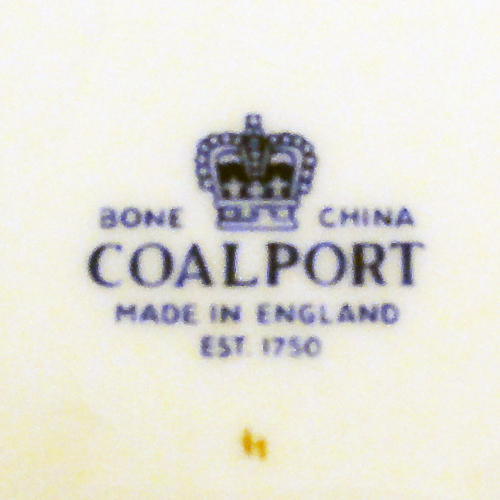 BONE CHINA
COALPORT
MADE IN ENGLAND
EST. 1750
h